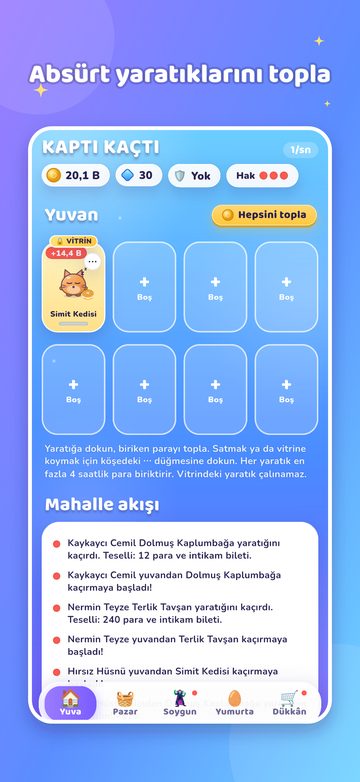 Absürt yaratıklarını topla
KAPTI KAÇTI
1/sn
20,1 B
30
Yok
Hak
Yuvan
Hepsini topla
VİTRİN
+14,4 B
Simit Kedisi
+
Boş
+
Boş
+
Boş
+
Boş
+
Boş
+
Boş
+
Boş
Yaratığa dokun, biriken parayı topla. Satmak ya da vitrine
koymak için köşedeki ··· düğmesine dokun. Her yaratık en
fazla 4 saatlik para biriktirir. Vitrindeki yaratık çalınamaz.
Mahalle akışı
Kaykaycı Cemil Dolmuş Kaplumbağa yaratığını
kaçırdı. Teselli: 12 para ve intikam bileti.
Kaykaycı Cemil yuvandan Dolmuş Kaplumbağa
kaçırmaya başladı!
Nermin Teyze Terlik Tavşan yaratığını kaçırdı.
Teselli: 240 para ve intikam bileti.
Nermin Teyze yuvandan Terlik Tavşan kaçırmaya
başladı!
Hırsız Hüsnü yuvandan Simit Kedisi kaçırmaya
Yuva
Pazar
Soygun
Yumurta
Dükkân